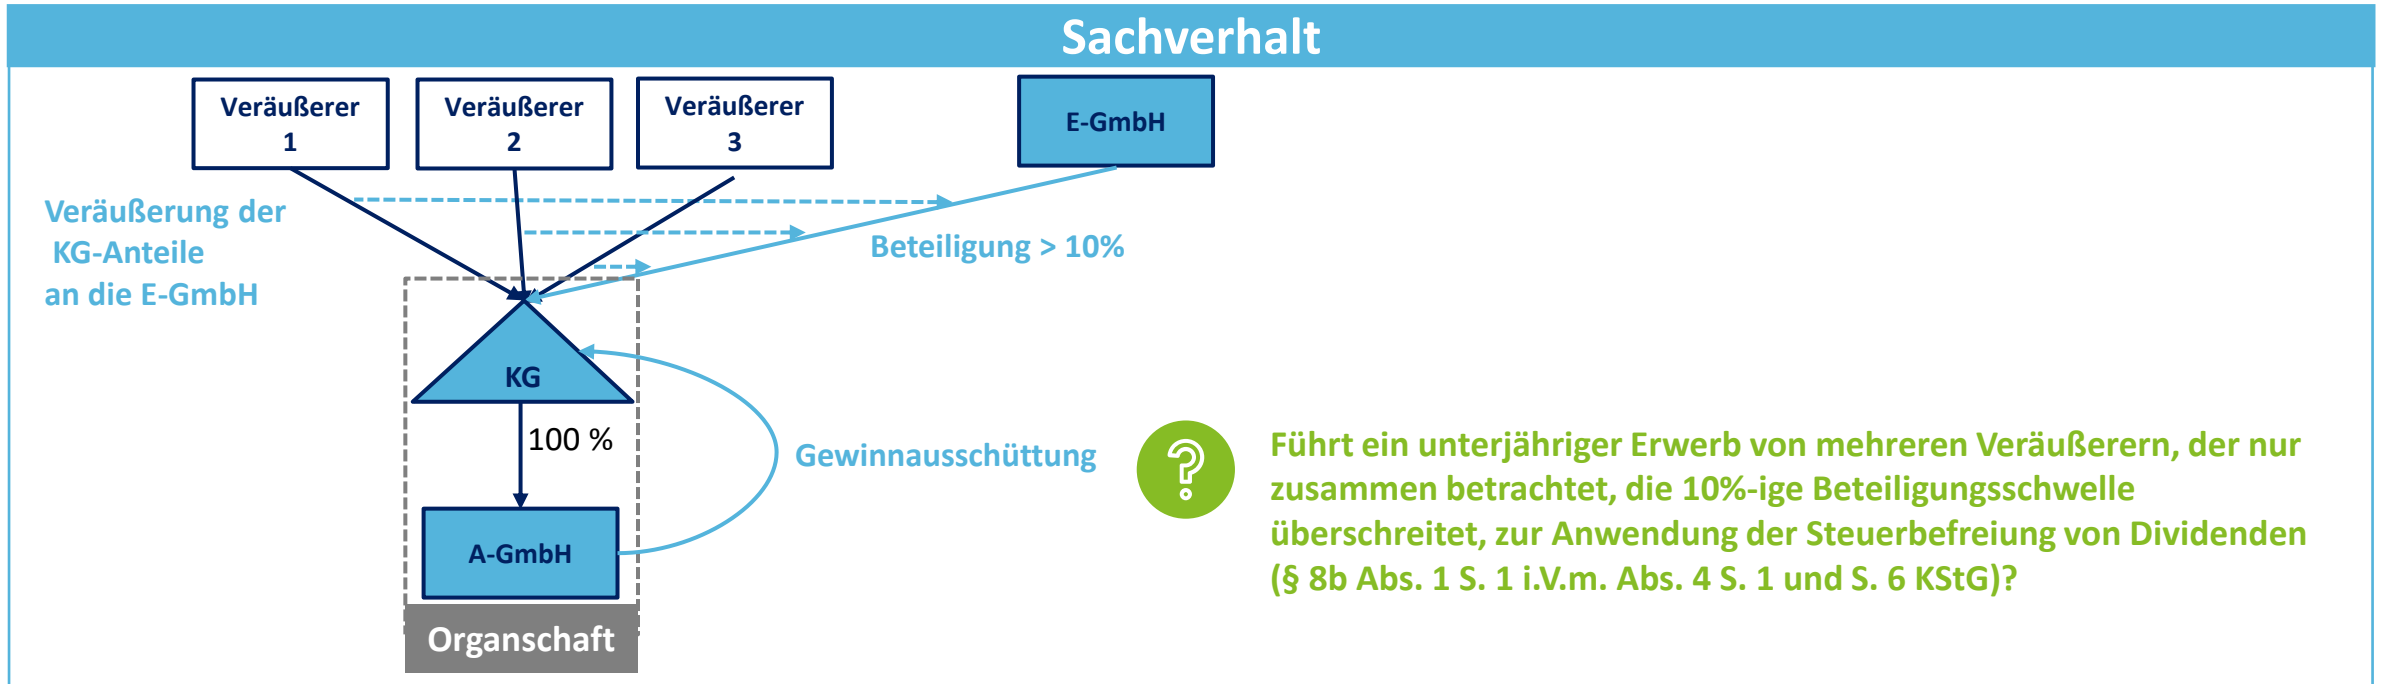 Sachverhalt
Veräußerer
1
Veräußerer
2
Veräußerer
3
E-GmbH
Veräußerung der
KG-Anteile
an die E-GmbH
Beteiligung > 10%
KG
100 %
Gewinnausschüttung
A-GmbH
Organschaft
?
Führt ein unterjähriger Erwerb von mehreren Veräußerern, der nur
zusammen betrachtet, die 10%-ige Beteiligungsschwelle
überschreitet, zur Anwendung der Steuerbefreiung von Dividenden
(§ 8b Abs. 1 S. 1 i.V.m. Abs. 4 S. 1 und S. 6 KStG)?